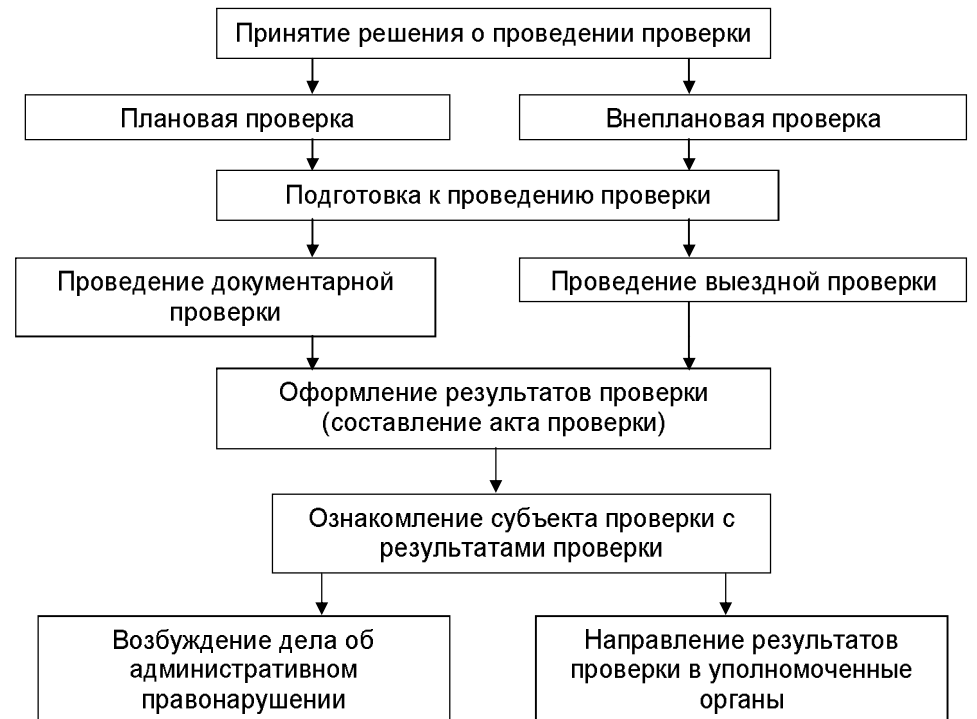 Принятие решения о проведении проверки
Плановая проверка
Внеплановая проверка
Подготовка к проведению проверки
Проведение документарной
проверки
Проведение выездной проверки
Оформление результатов проверки
(составление акта проверки)
Ознакомление субъекта проверки с
результатами проверки
Возбуждение дела об
административном
правонарушении
Направление результатов
проверки в уполномоченные
органы